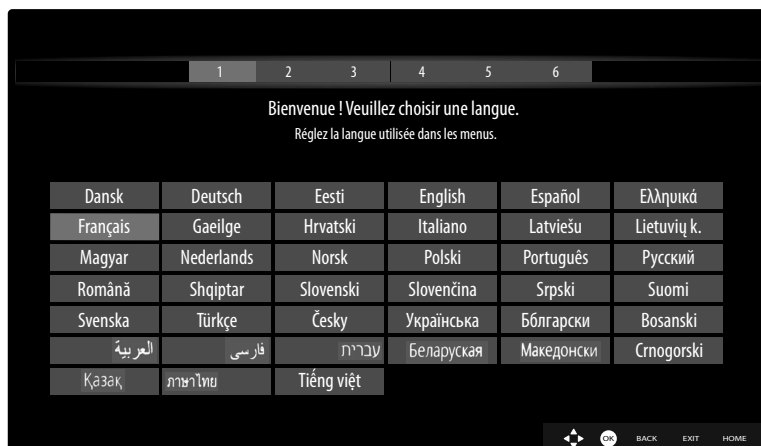 1 2 3 4 5 6
Bienvenue ! Veuillez choisir une langue.
Réglez la langue utilisée dans les menus.
Dansk Deutsch Eesti English Español Ελληυικά
Français Gaeilge Hrvatski Italiano Latviešu Lietuvių k.
Magyar Nederlands Norsk Polski Português Русский
Română Shqiptar Slovenski Slovenčina Srpski Suomi
Svenska Türkçe Česky Українська Бблгарски Bosanski
العربية فارسی עברית Беларуская Македонски Crnogorski
Қазақ ภาษาไทย Tiếng việt
OK BACK EXIT HOME